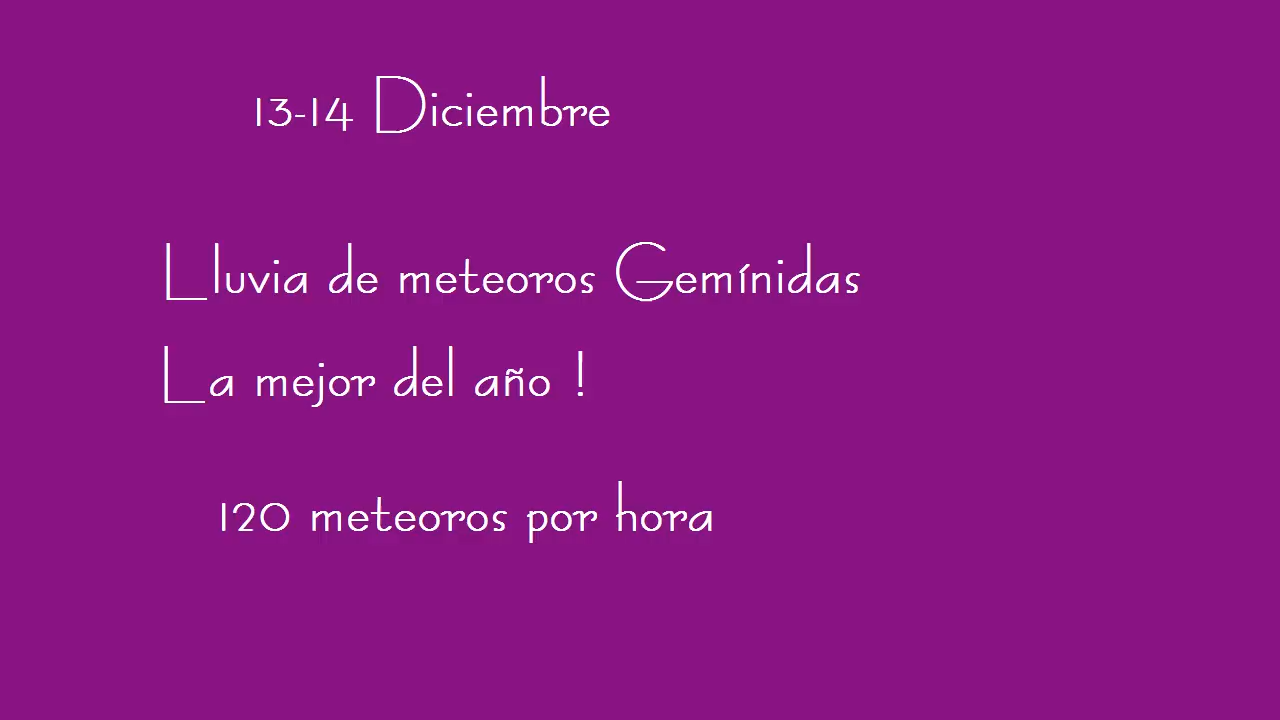 13-14 Diciembre
Lluvia de meteoros Gemínidas
La mejor del año !
120 meteoros por hora